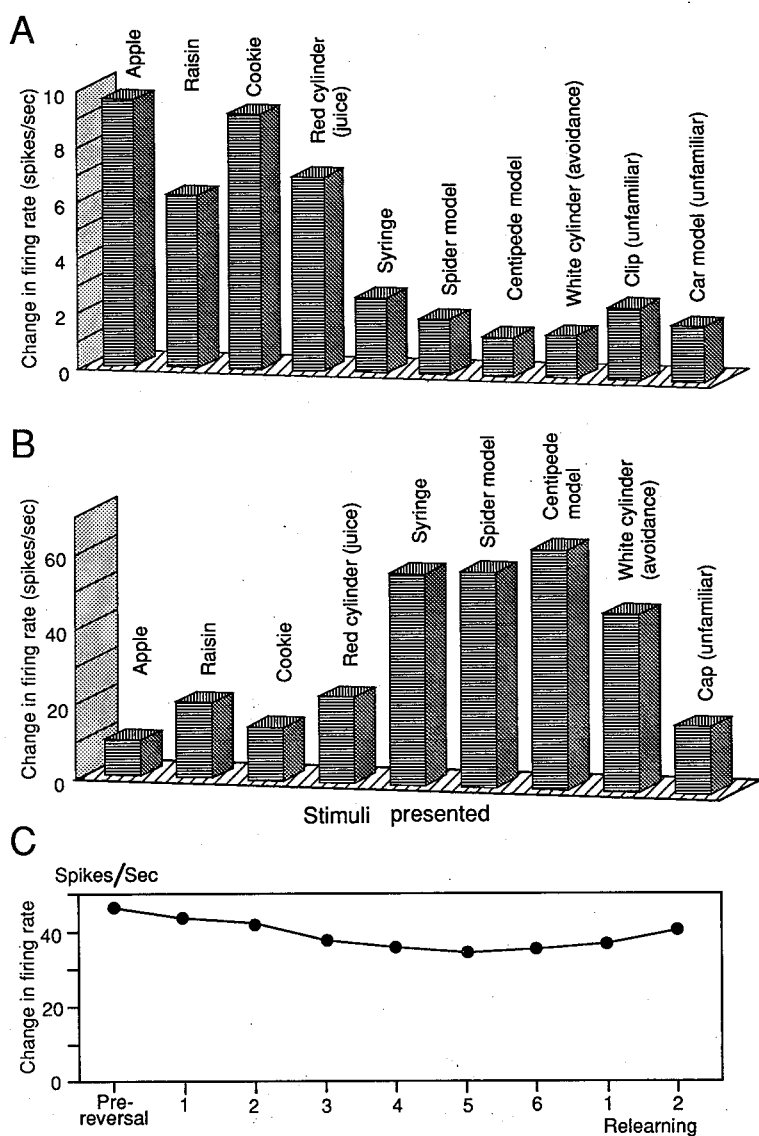 A
Change in firing rate (spikes/sec)
10
8
6
4
2
0
Apple
Raisin
Cookie
Red cylinder
(juice)
Syringe
Spider model
Centipede model
White cylinder (avoidance)
Clip (unfamiliar)
Car model (unfamiliar)
B
Change in firing rate (spikes/sec)
60
40
20
0
Apple
Raisin
Cookie
Red cylinder (juice)
Syringe
Spider model
Centipede
model
White cylinder
(avoidance)
Cap (unfamiliar)
Stimuli presented
C
Spikes/Sec
Change in firing rate
40
20
0
Pre-
reversal
1
2
3
4
5
6
1
2
Relearning